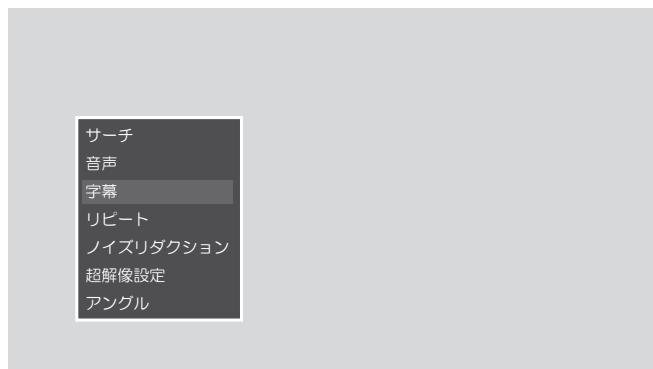 サーチ
音声
字幕
リピート
ノイズリダクション
超解像設定
アングル